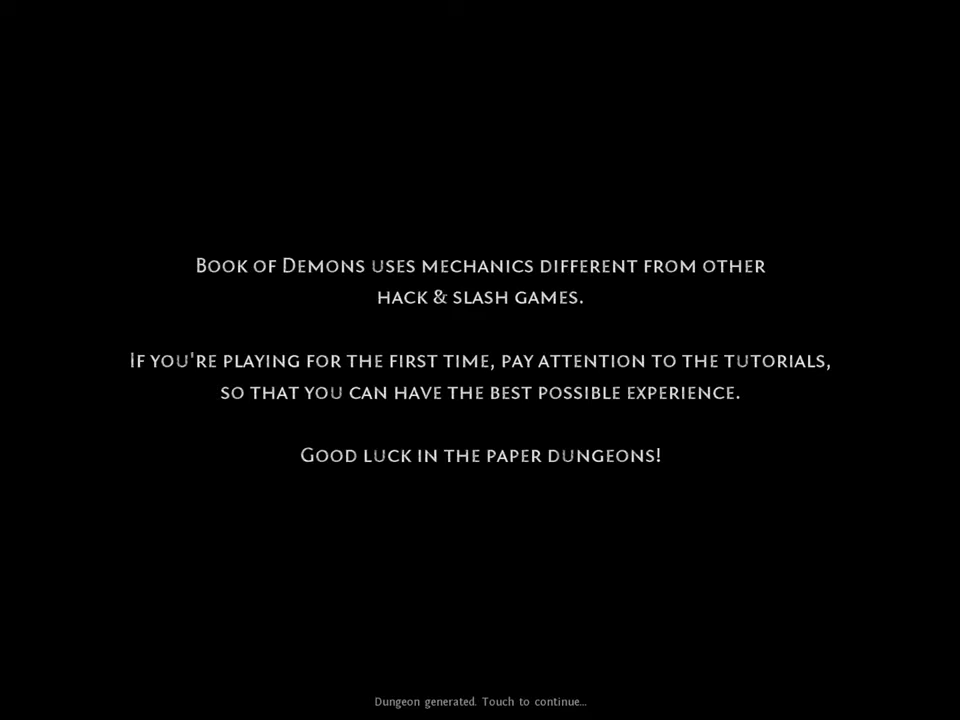 Book of Demons uses mechanics different from other
hack & slash games.
If you're playing for the first time, pay attention to the tutorials,
so that you can have the best possible experience.
Good luck in the paper dungeons!
Dungeon generated. Touch to continue...